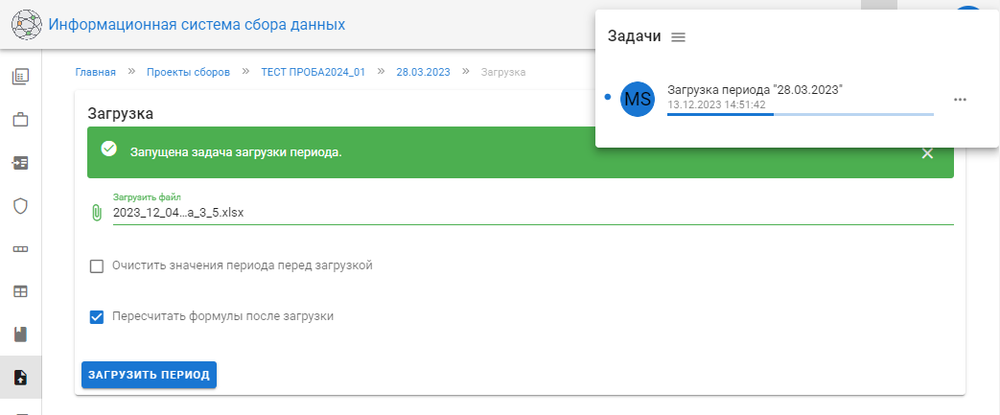 Информационная система сбора данных
Задачи
MS
Загрузка периода "28.03.2023"
13.12.2023 14:51:42
Главная » Проекты сборов » ТЕСТ ПРОБА2024_01 » 28.03.2023 » Загрузка
Загрузка
Запущена задача загрузки периода.
Загрузить файл
2023_12_04...a_3_5.xlsx
Очистить значения периода перед загрузкой
Пересчитать формулы после загрузки
ЗАГРУЗИТЬ ПЕРИОД